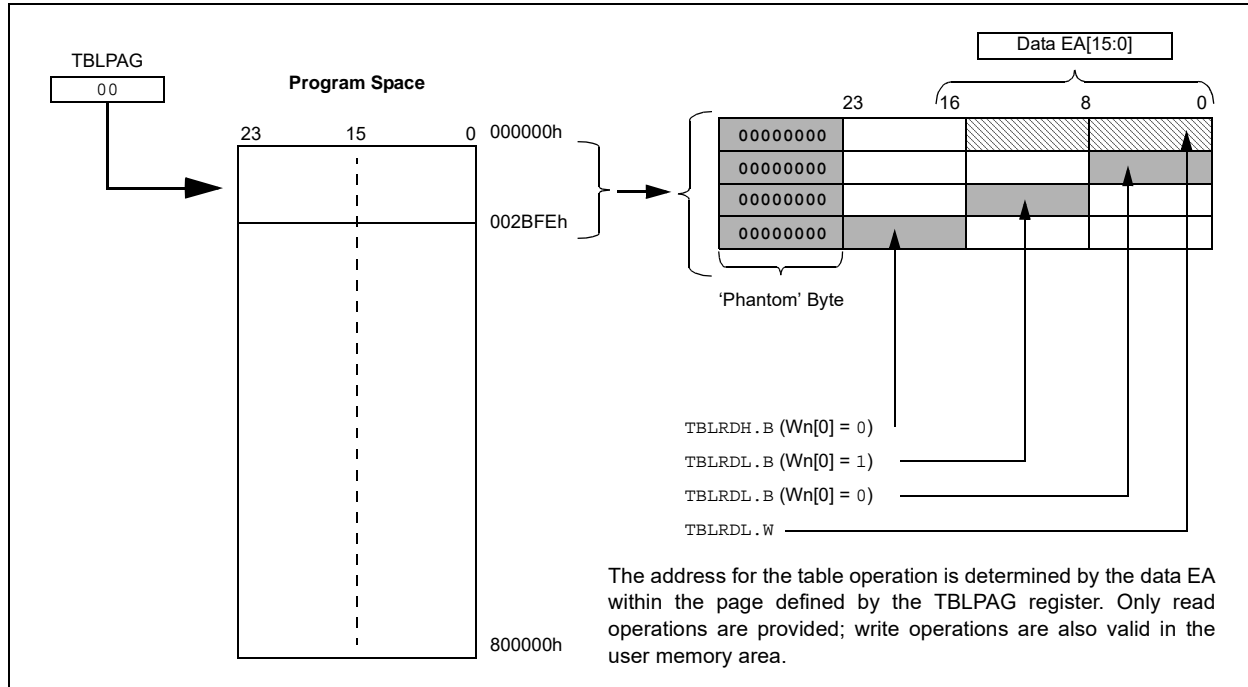 TBLPAG
00
Program Space
23 15 0
000000h
002BFEh
800000h
Data EA[15:0]
23 16 8 0
00000000
00000000
00000000
00000000
‘Phantom’ Byte
TBLRDH.B (Wn[0] = 0)
TBLRDL.B (Wn[0] = 1)
TBLRDL.B (Wn[0] = 0)
TBLRDL.W
The address for the table operation is determined by the data EA
within the page defined by the TBLPAG register. Only read
operations are provided; write operations are also valid in the
user memory area.